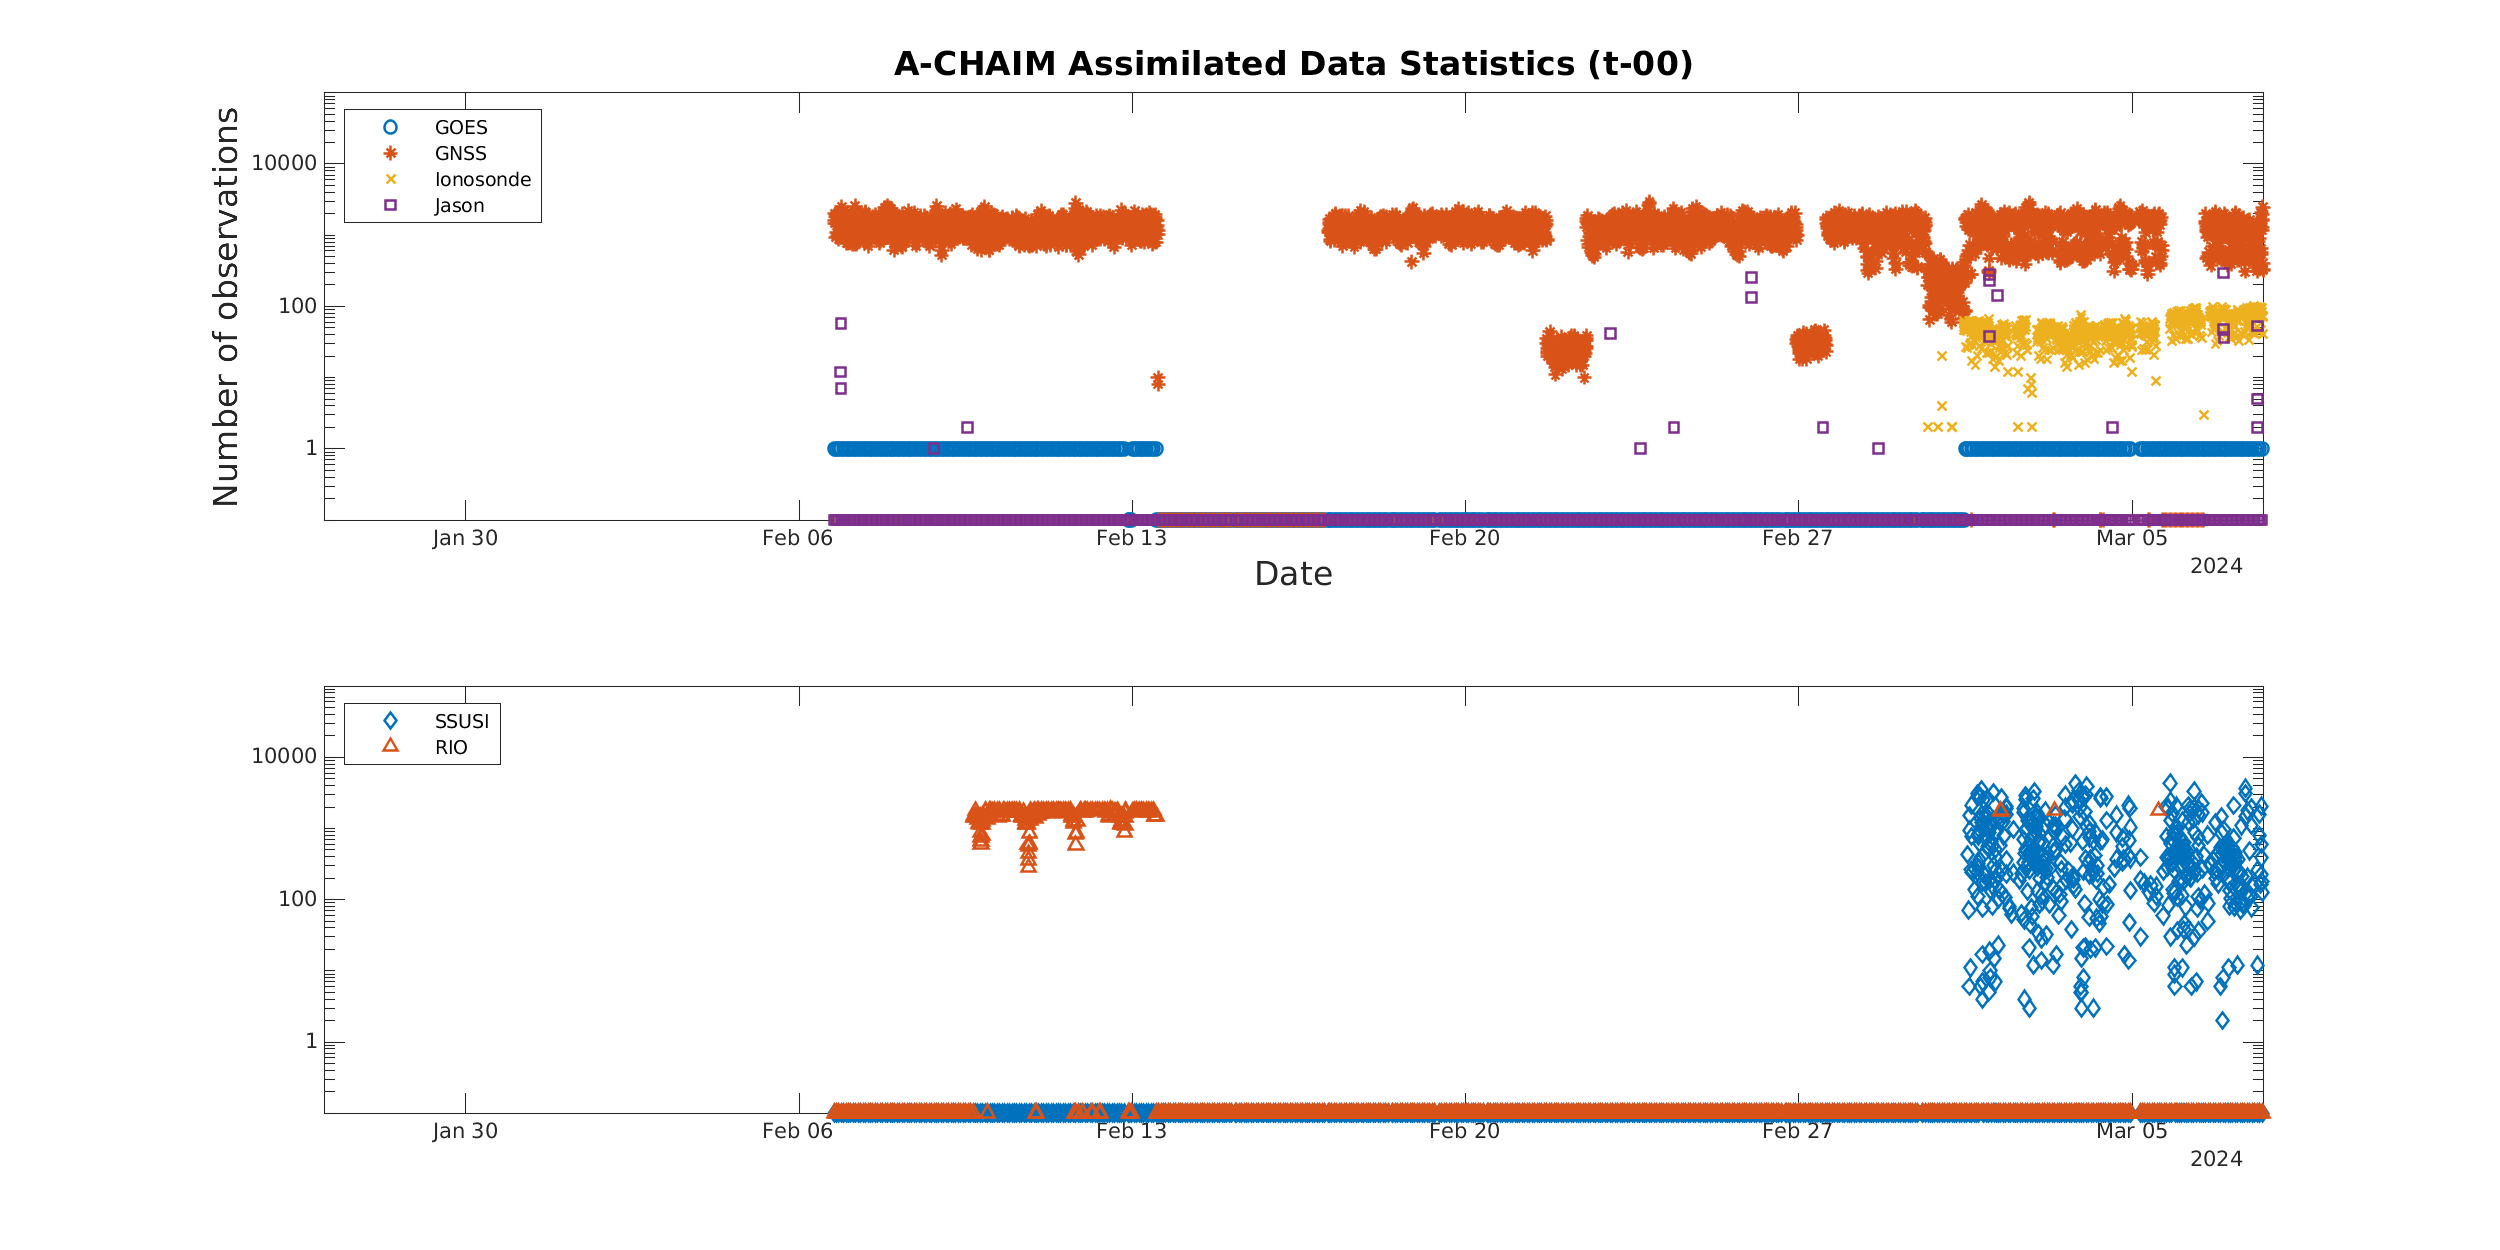 A-CHAIM Assimilated Data Statistics (t-00)
Number of observations
10000
100
1
GOES
GNSS
Ionosonde
Jason
Jan 30
Feb 06
Feb 13
Feb 20
Feb 27
Mar 05
2024
Date
10000
100
1
SSUSI
RIO
Jan 30
Feb 06
Feb 13
Feb 20
Feb 27
Mar 05
2024